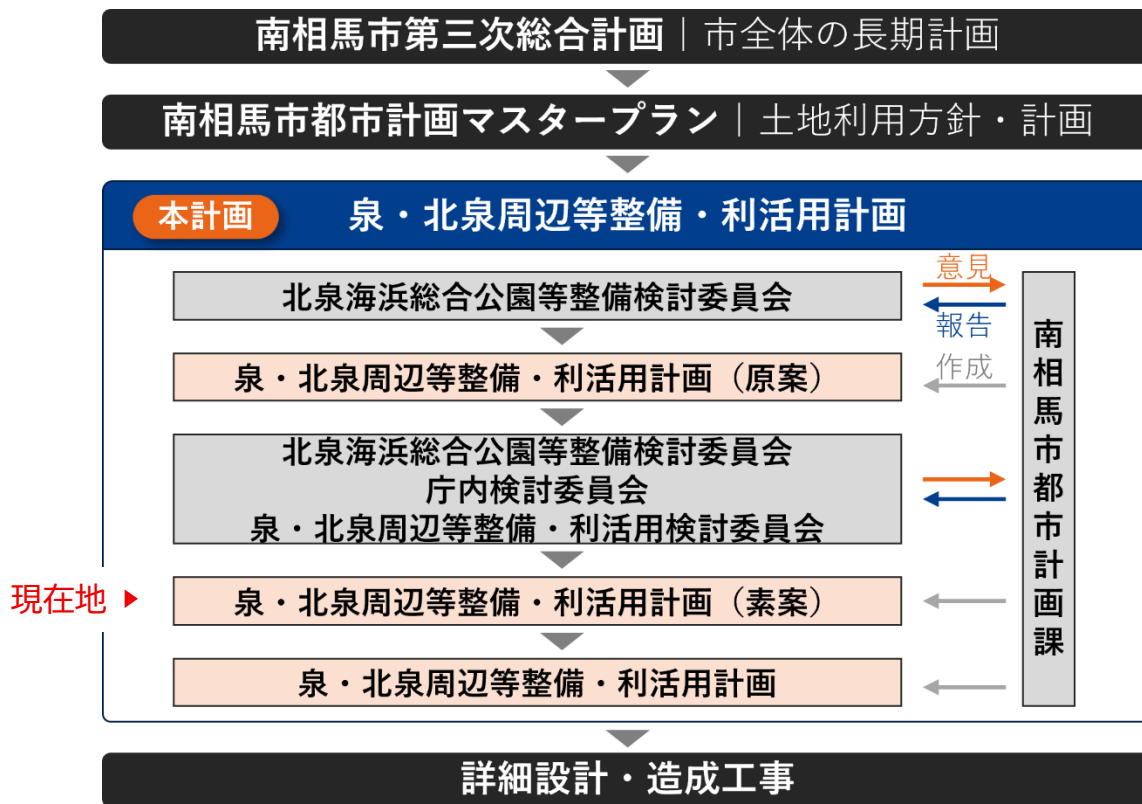 南相馬市第三次総合計画｜市全体の長期計画
南相馬市都市計画マスタープラン｜土地利用方針・計画
本計画
泉・北泉周辺等整備・利活用計画
北泉海浜総合公園等整備検討委員会
意見
報告
泉・北泉周辺等整備・利活用計画（原案）
作成
北泉海浜総合公園等整備検討委員会
庁内検討委員会
泉・北泉周辺等整備・利活用検討委員会
現在地
泉・北泉周辺等整備・利活用計画（素案）
泉・北泉周辺等整備・利活用計画
南相馬市都市計画課
詳細設計・造成工事